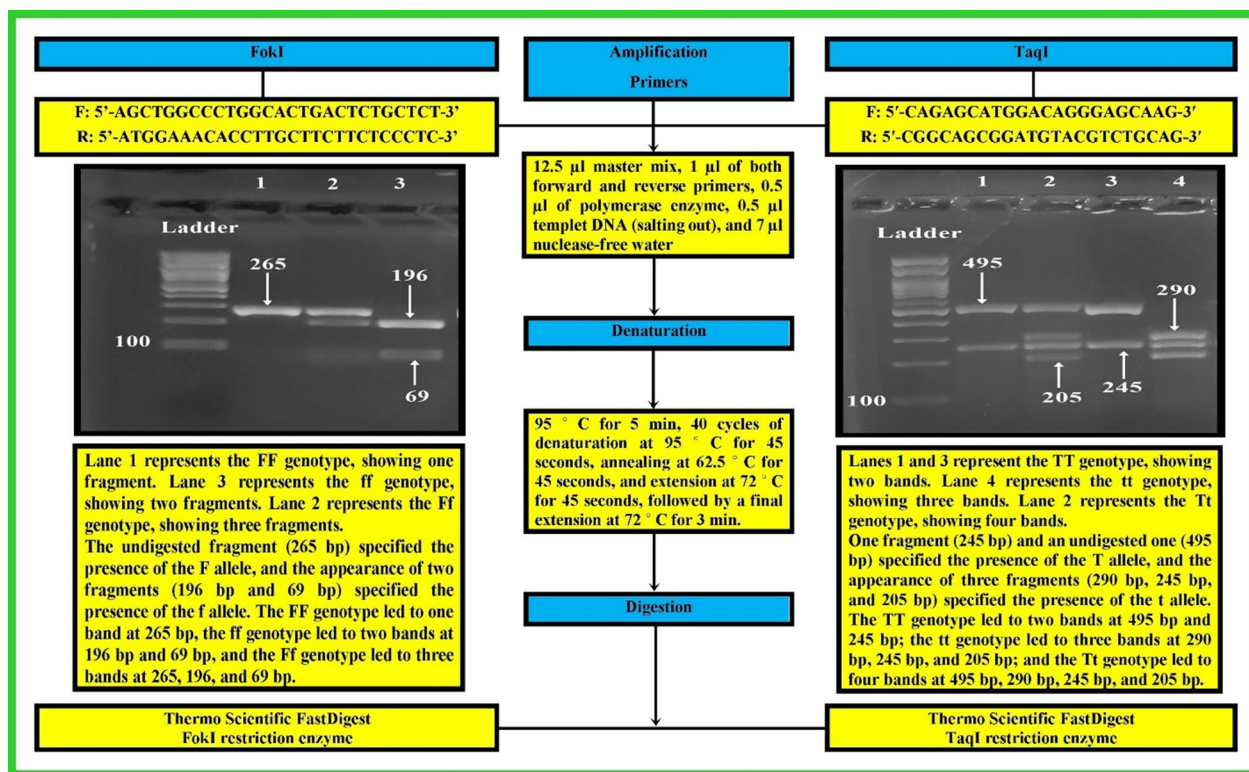 FokI
F: 5’-AGCTGGCCCTGGCACTGACTCTGCTCT-3’
R: 5’-ATGGAAACACCTTGCTTCTTCTCCCTC-3’
1 2 3
Ladder
265
196
100
69
Lane 1 represents the FF genotype, showing one
fragment. Lane 3 represents the ff genotype,
showing two fragments. Lane 2 represents the Ff
genotype, showing three fragments.
The undigested fragment (265 bp) specified the
presence of the F allele, and the appearance of two
fragments (196 bp and 69 bp) specified the
presence of the f allele. The FF genotype led to one
band at 265 bp, the ff genotype led to two bands at
196 bp and 69 bp, and the Ff genotype led to three
bands at 265, 196, and 69 bp.
Thermo Scientific FastDigest
FokI restriction enzyme
Amplification
Primers
12.5 µl master mix, 1 µl of both
forward and reverse primers, 0.5
µl of polymerase enzyme, 0.5 µl
templet DNA (salting out), and 7 µl
nuclease-free water
Denaturation
95 ° C for 5 min, 40 cycles of
denaturation at 95 ° C for 45
seconds, annealing at 62.5 ° C for
45 seconds, and extension at 72 ° C
for 45 seconds, followed by a final
extension at 72 ° C for 3 min.
Digestion
TaqI
F: 5′-CAGAGCATGGACAGGGAGCAAG-3′
R: 5′-CGGCAGCGGATGTACGTCTGCAG-3′
1 2 3 4
Ladder
495
290
205
245
100
Lanes 1 and 3 represent the TT genotype, showing
two bands. Lane 4 represents the tt genotype,
showing three bands. Lane 2 represents the Tt
genotype, showing four bands.
One fragment (245 bp) and an undigested one (495
bp) specified the presence of the T allele, and the
appearance of three fragments (290 bp, 245 bp,
and 205 bp) specified the presence of the t allele.
The TT genotype led to two bands at 495 bp and
245 bp; the tt genotype led to three bands at 290
bp, 245 bp, and 205 bp; and the Tt genotype led to
four bands at 495 bp, 290 bp, 245 bp, and 205 bp.
Thermo Scientific FastDigest
TaqI restriction enzyme